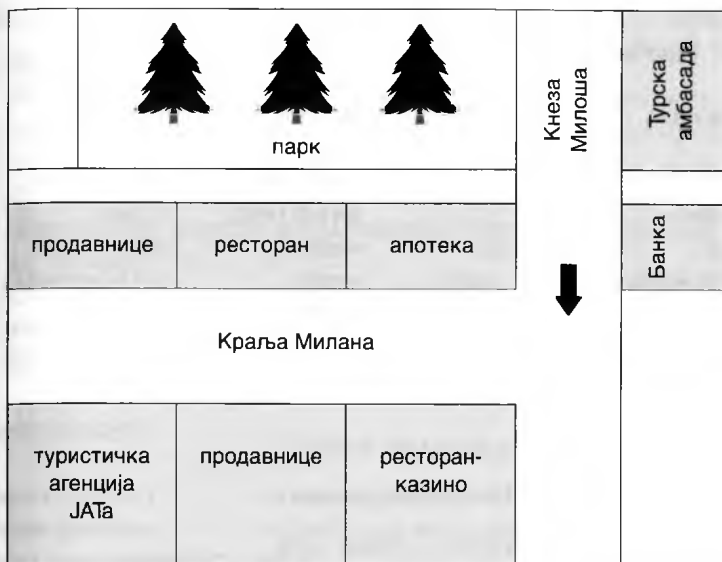 парк
Кнеза
Милоша
Турска
амбасада
продавнице
ресторан
апотека
Банка
Краља Милана
туристичка
агенција
ЈАТа
продавнице
ресторан-
казино